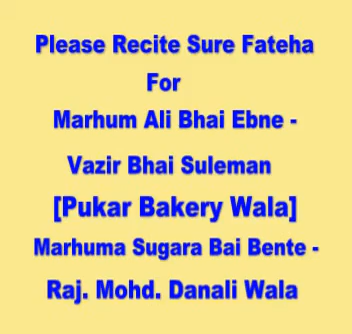 Please Recite Sure Fateha
For
Marhum Ali Bhai Ebne -
Vazir Bhai Suleman
[Pukar Bakery Wala]
Marhuma Sugara Bai Bente -
Raj. Mohd. Danali Wala